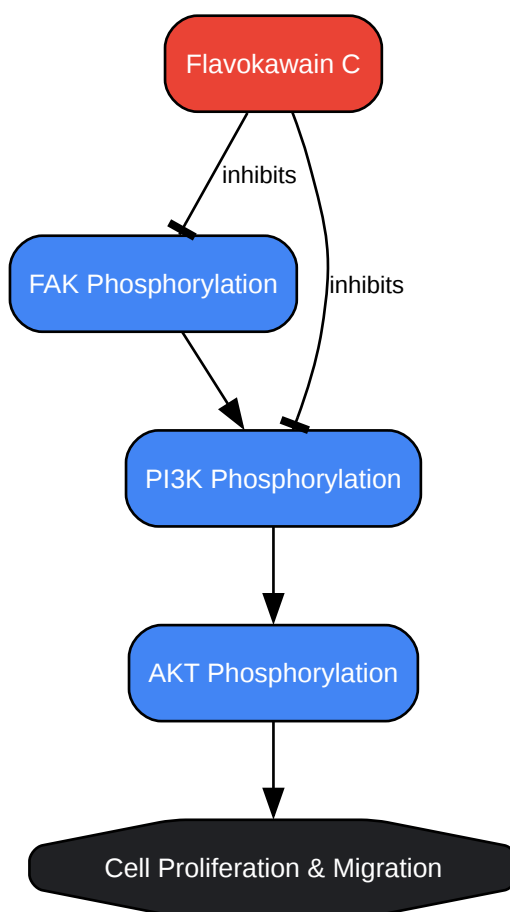 Flavokawain C
inhibits
FAK Phosphorylation
inhibits
PI3K Phosphorylation
AKT Phosphorylation
Cell Proliferation & Migration